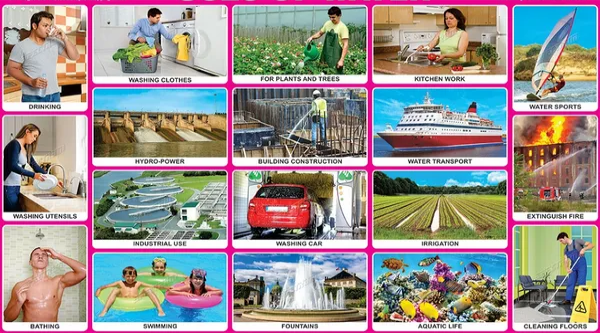 DRINKING
WASHING CLOTHES
FOR PLANTS AND TREES
KITCHEN WORK
WATER SPORTS
WASHING UTENSILS
HYDRO-POWER
BUILDING CONSTRUCTION
WATER TRANSPORT
EXTINGUISH FIRE
INDUSTRIAL USE
WASHING CAR
IRRIGATION
BATHING
SWIMMING
FOUNTAINS
AQUATIC LIFE
CLEANING FLOORS